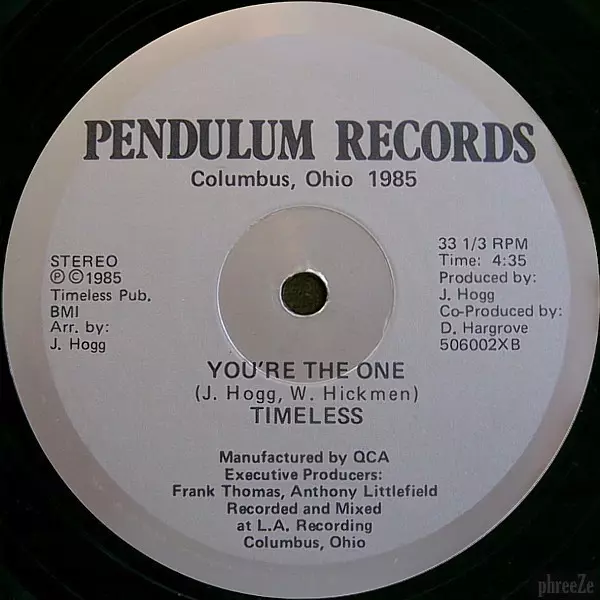 PENDULUM RECORDS
Columbus, Ohio 1985
STEREO
℗©1985
Timeless Pub.
BMI
Arr. by:
J. Hogg
33 1/3 RPM
Time: 4:35
Produced by:
J. Hogg
Co-Produced by:
D. Hargrove
506002XB
YOU'RE THE ONE
(J. Hogg, W. Hickmen)
TIMELESS
Manufactured by QCA
Executive Producers:
Frank Thomas, Anthony Littlefield
Recorded and Mixed
at L.A. Recording
Columbus, Ohio
phreeZe